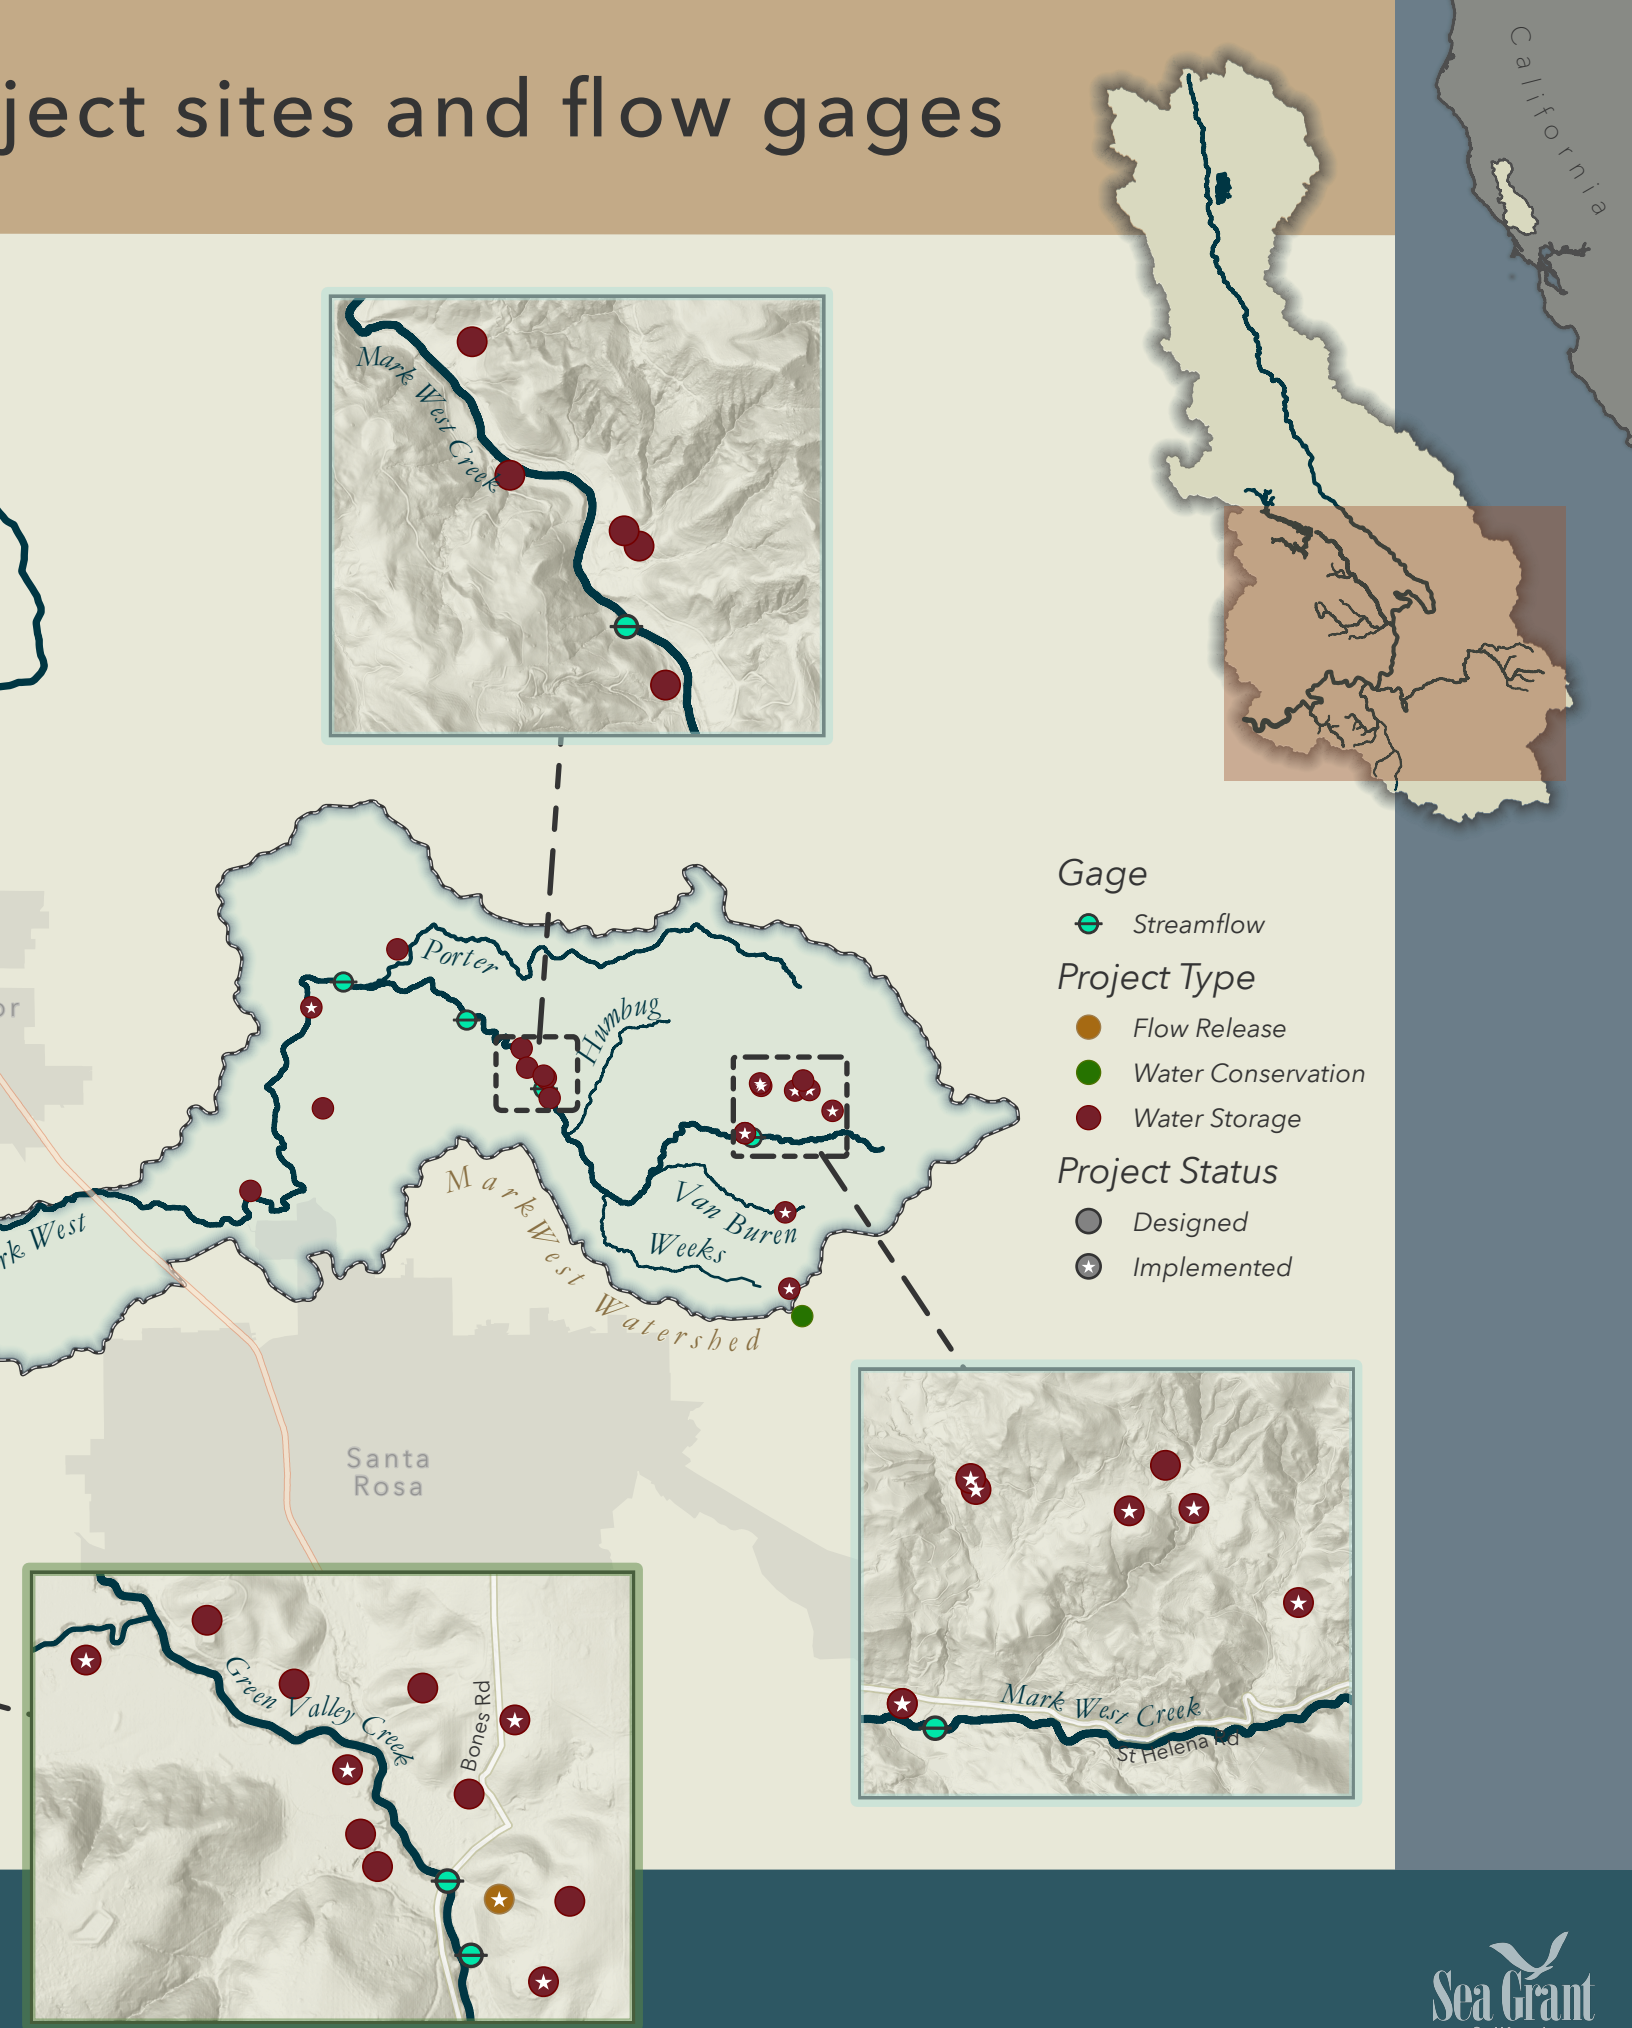 ject sites and flow gages
California
Mark West Creek
Porter
Humbug
or
rk West
Van Buren
Weeks
Mark West Watershed
Santa
Rosa
Gage
Streamflow
Project Type
Flow Release
Water Conservation
Water Storage
Project Status
Designed
Implemented
Green Valley Creek
Bones Rd
Mark West Creek
St Helena Rd
Sea Grant